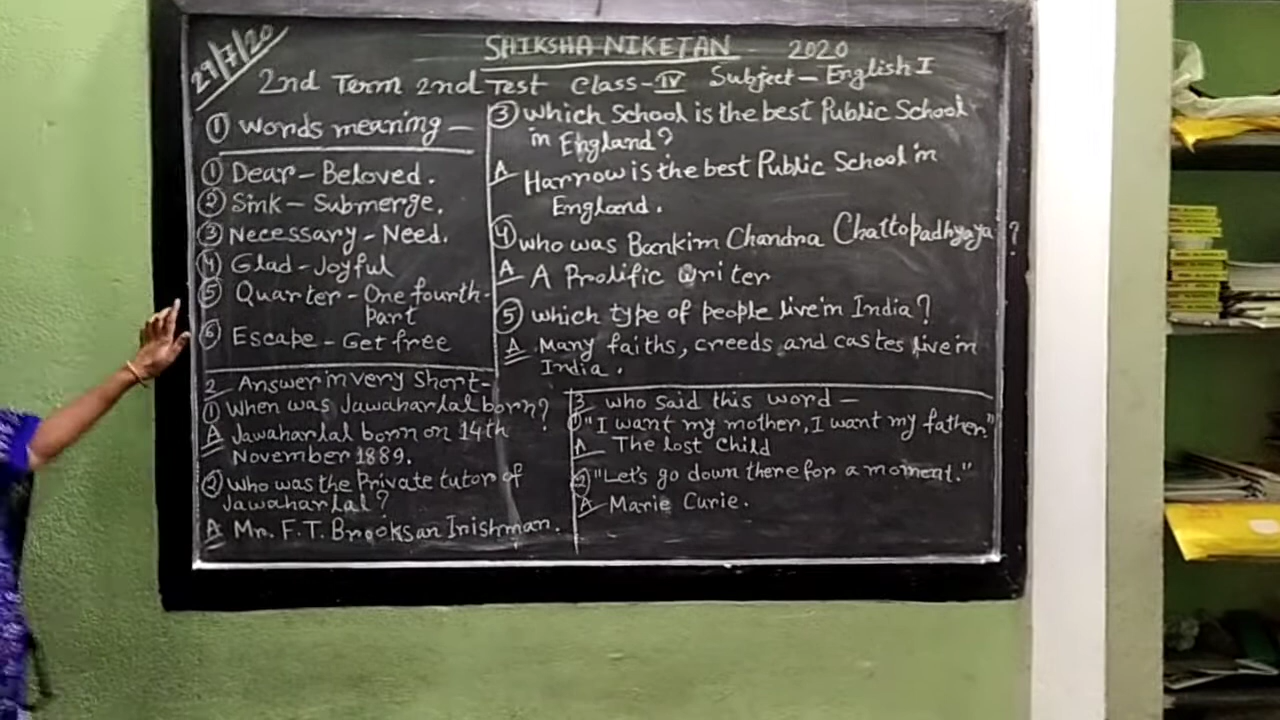 29/7/20
SHIKSHA NIKETAN - 2020
2nd Term 2nd Test Class-IV Subject - English I
① Words meaning —
① Dear - Beloved.
② Sink - Submerge.
③ Necessary - Need.
④ Glad - Joyful
⑤ Quarter - One fourth-
part
⑥ Escape - Get free
2 Answer in very short-
① When was Jawaharlal born?
A Jawaharlal born on 14th
November 1889.
② Who was the Private tutor of
Jawaharlal?
A Mr. F.T. Brooks an Irishman.
③ Which School is the best Public School
in England?
A Harrow is the best Public School in
England.
④ who was Bankim Chandra Chattopadhyaya ?
A A Prolific writer
⑤ which type of people live in India?
A Many faiths, creeds and castes live in
India.
3 who said this word —
① "I want my mother, I want my father."
A The lost child
② "Let's go down there for a moment."
A Marie Curie.